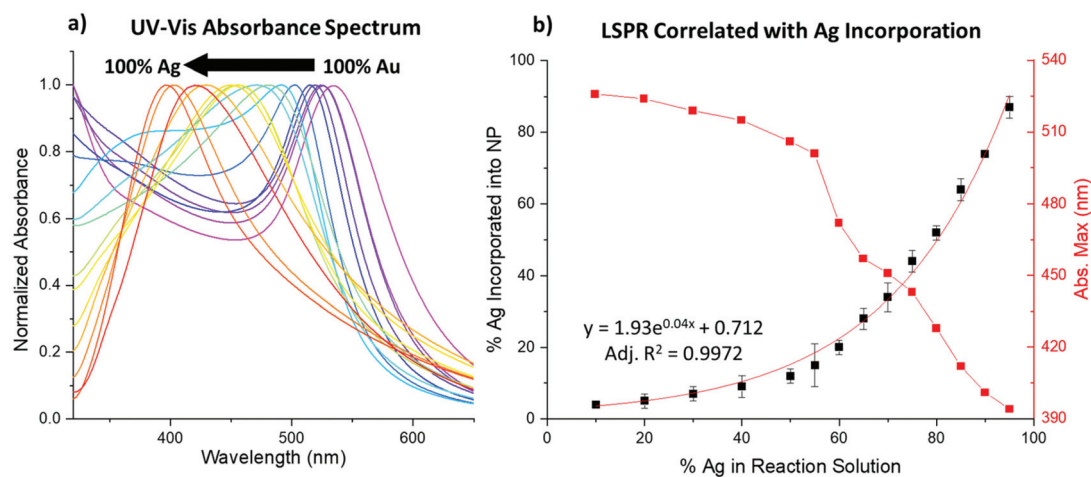 a)
UV-Vis Absorbance Spectrum
100% Ag
100% Au
Normalized Absorbance
1.0
0.8
0.6
0.4
0.2
0.0
400
500
600
Wavelength (nm)
b)
LSPR Correlated with Ag Incorporation
% Ag Incorporated into NP
100
80
60
40
20
0
y = 1.93e^0.04x + 0.712
Adj. R² = 0.9972
540
510
480
450
420
390
Abs. Max (nm)
0
20
40
60
80
100
% Ag in Reaction Solution